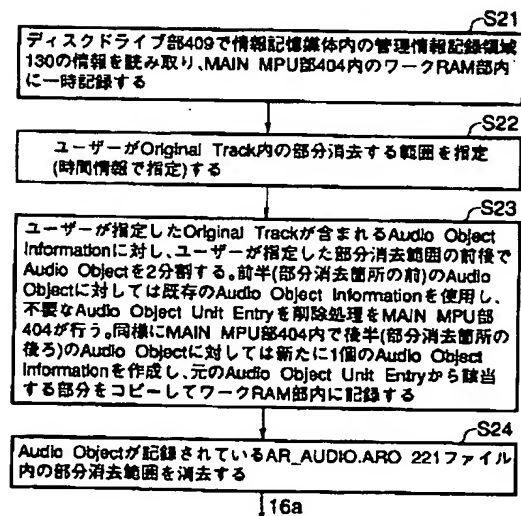 S21
ディスクドライブ部409で情報記憶媒体内の管理情報記録領域
130の情報を読み取り、MAIN MPU部404内のワークRAM部内
に一時記録する
S22
ユーザーがOriginal Track内の部分消去する範囲を指定
(時間情報で指定)する
S23
ユーザーが指定したOriginal Trackが含まれるAudio Object
Informationに対し、ユーザーが指定した部分消去範囲の前後で
Audio Objectを2分割する。前半(部分消去箇所の前)のAudio
Objectに対しては既存のAudio Object Informationを使用し、
不要なAudio Object Unit Entryを削除処理をMAIN MPU部
404が行う。同様にMAIN MPU部404内で後半(部分消去箇所の
後ろ)のAudio Objectに対しては新たに1個のAudio Object
Informationを作成し、元のAudio Object Unit Entryから該当
する部分をコピーしてワークRAM部内に記録する
S24
Audio Objectが記録されているAR_AUDIO.ARO 221ファイル
内の部分消去範囲を消去する
16a